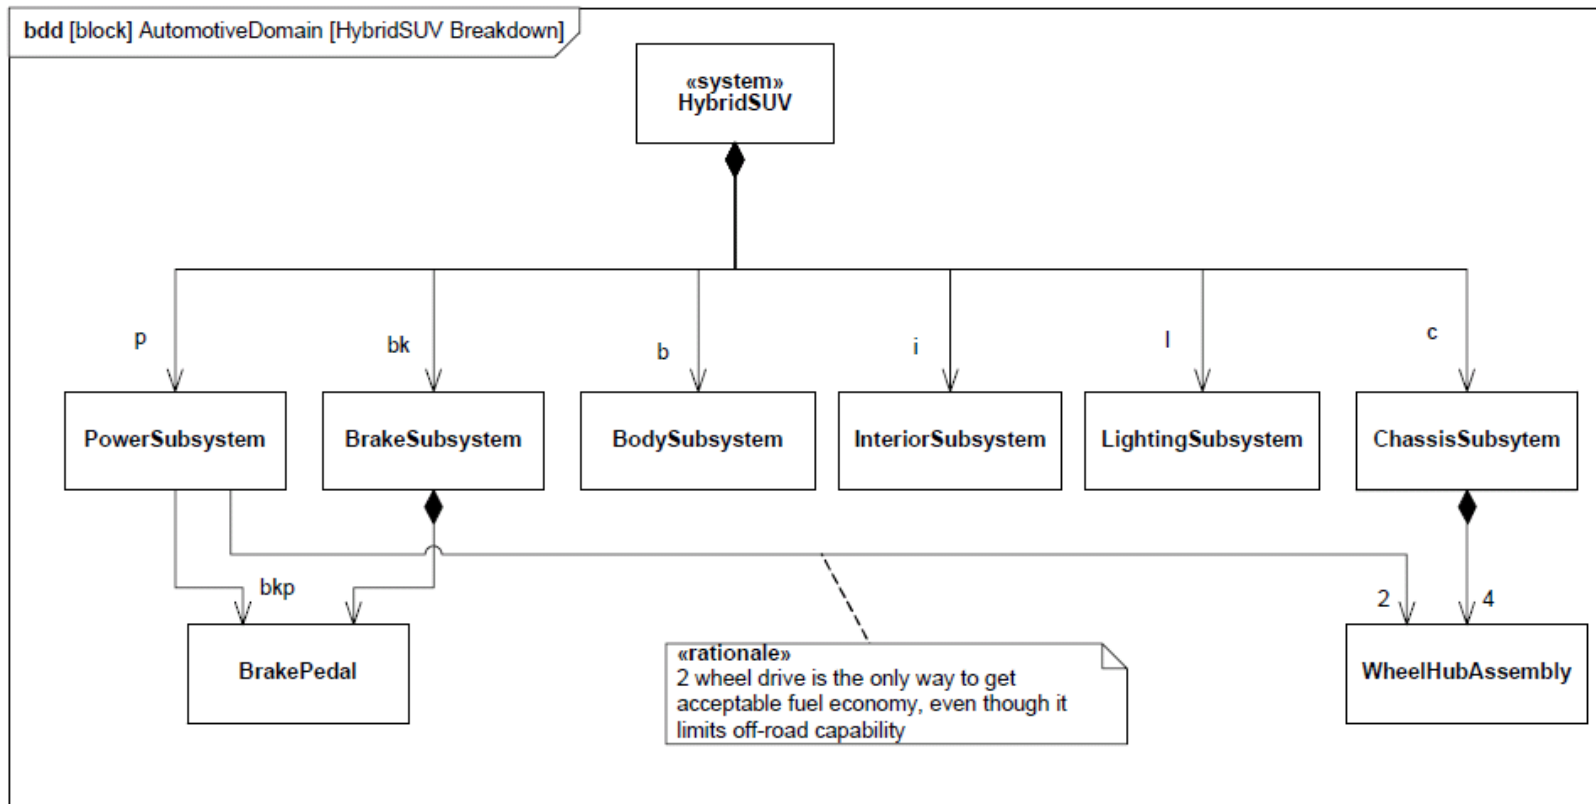 bdd [block] AutomotiveDomain [HybridSUV Breakdown]
«system»
HybridSUV
p
bk
b
i
l
c
PowerSubsystem
BrakeSubsystem
BodySubsystem
InteriorSubsystem
LightingSubsystem
ChassisSubsytem
bkp
2
4
BrakePedal
«rationale»
2 wheel drive is the only way to get
acceptable fuel economy, even though it
limits off-road capability
WheelHubAssembly